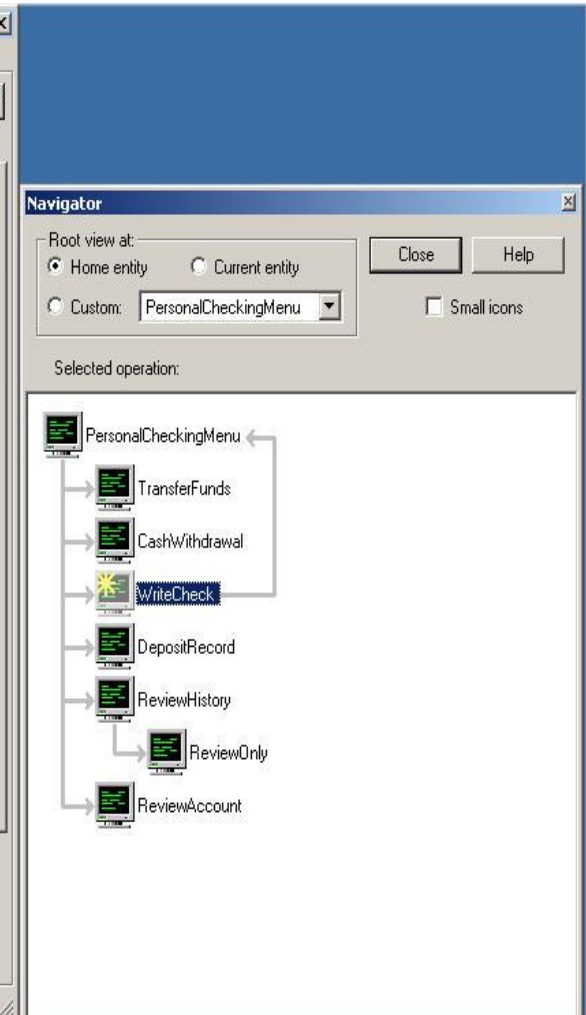 Navigator
Root view at:
Home entity
Current entity
Close
Help
Custom:
PersonalCheckingMenu
Small icons
Selected operation:
PersonalCheckingMenu
TransferFunds
CashWithdrawal
WriteCheck
DepositRecord
ReviewHistory
ReviewOnly
ReviewAccount